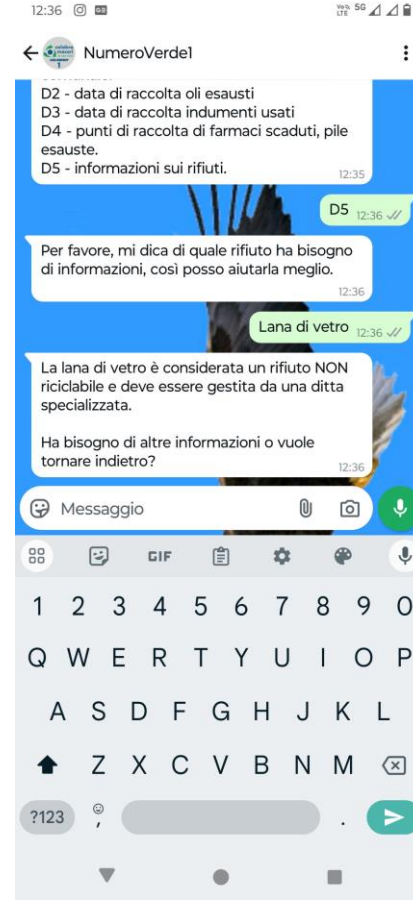 12:36
5G
NumeroVerde1
D2 - data di raccolta oli esausti
D3 - data di raccolta indumenti usati
D4 - punti di raccolta di farmaci scaduti, pile
esauste.
D5 - informazioni sui rifiuti.
12:35
D5 12:36
Per favore, mi dica di quale rifiuto ha bisogno
di informazioni, così posso aiutarla meglio.
12:36
Lana di vetro 12:36
La lana di vetro è considerata un rifiuto NON
riciclabile e deve essere gestita da una ditta
specializzata.
Ha bisogno di altre informazioni o vuole
tornare indietro?
12:36
Messaggio
GIF
1 2 3 4 5 6 7 8 9 0
Q W E R T Y U I O P
A S D F G H J K L
Z X C V B N M
?123 , .